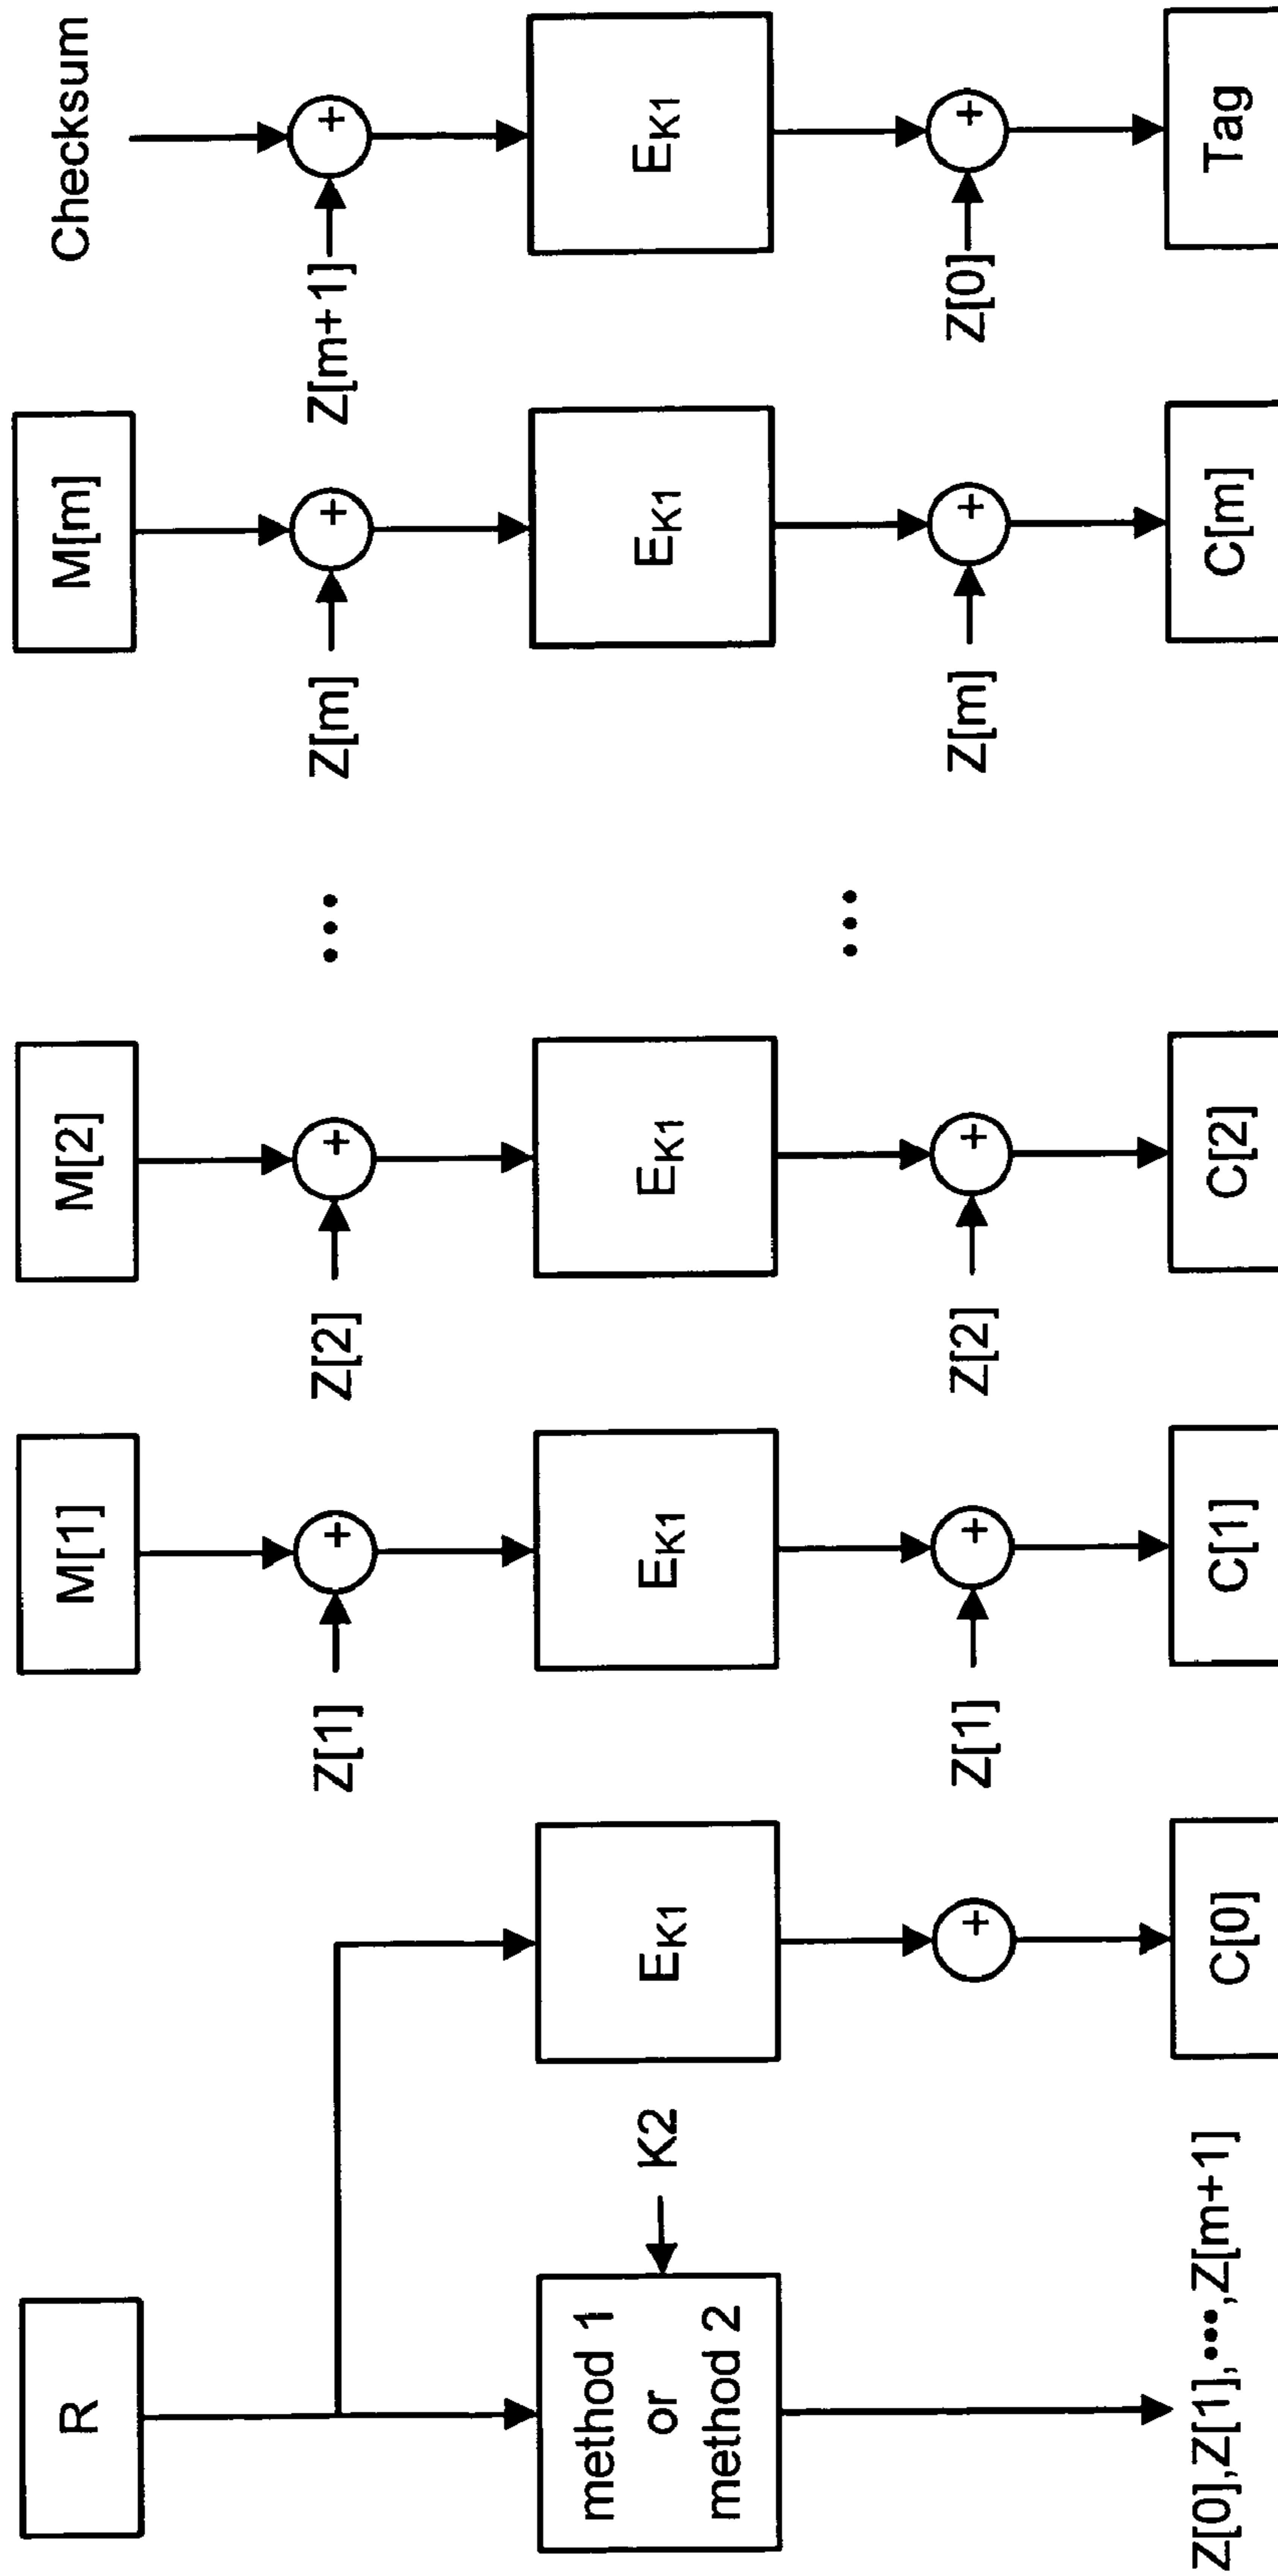 R
M[1]
M[2]
M[m]
Checksum
Z[1]
Z[2]
•••
Z[m]
Z[m+1]
+
+
+
+
method 1
or
method 2
K2
EK1
EK1
EK1
EK1
EK1
•••
Z[1]
Z[2]
Z[m]
Z[0]
+
+
+
+
+
Z[0],Z[1],•••,Z[m+1]
C[0]
C[1]
C[2]
C[m]
Tag